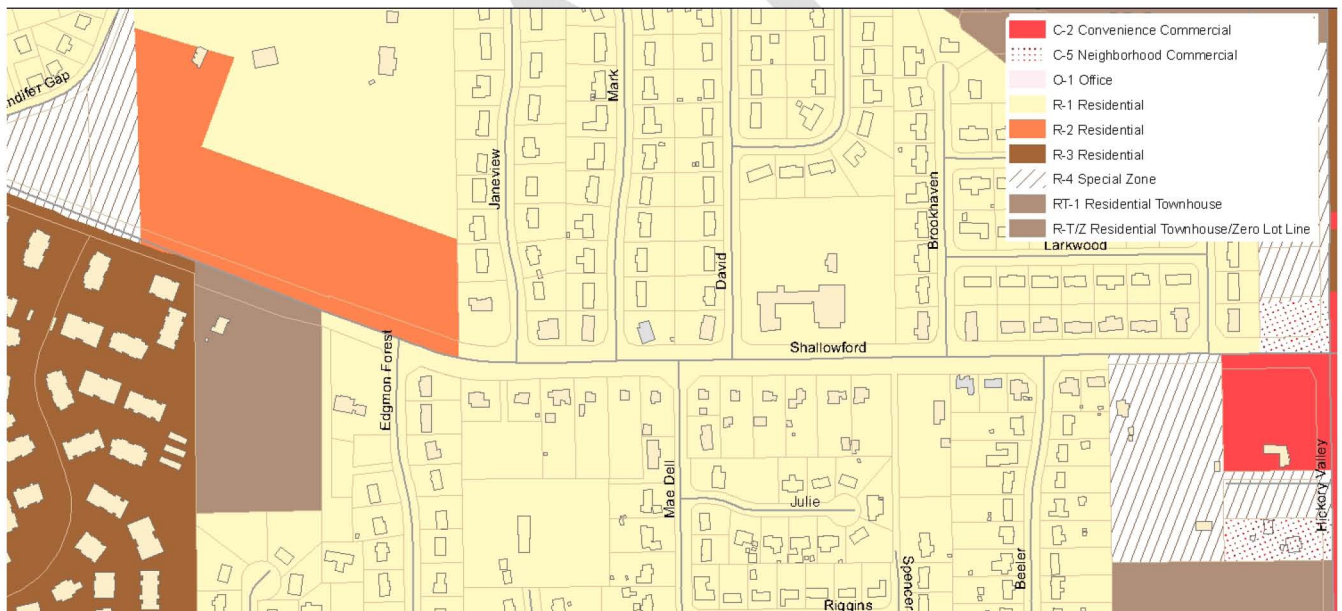 C-2 Convenience Commercial
C-5 Neighborhood Commercial
O-1 Office
R-1 Residential
R-2 Residential
R-3 Residential
R-4 Special Zone
RT-1 Residential Townhouse
R-T/Z Residential Townhouse/Zero Lot Line
ndifer Gap
Mark
Janeview
Brookhaven
Larkwood
David
Shallowford
Edgmon Forest
Hickory Valley
Mae Dell
Julie
Beeler
Spencer
Riggins